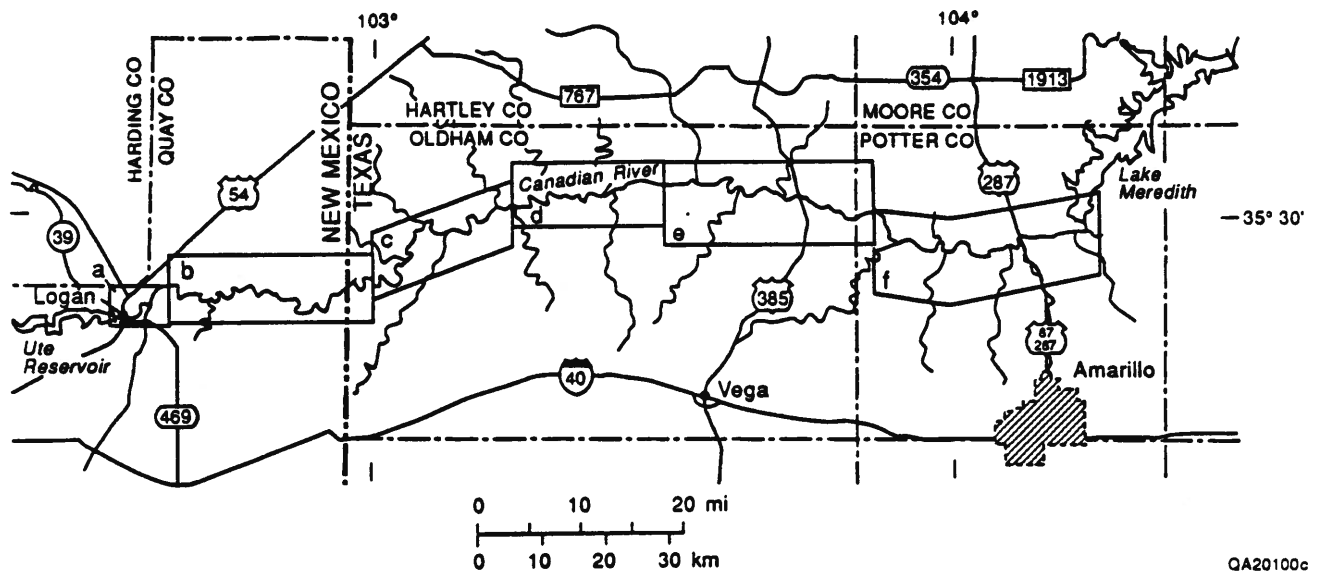 103°
104°
HARDING CO
QUAY CO
NEW MEXICO
TEXAS
HARTLEY CO
OLDHAM CO
767
354
1913
MOORE CO
POTTER CO
54
39
Canadian River
287
Lake
Meredith
35° 30'
a
b
c
d
e
f
Logan
Ute
Reservoir
385
87
287
Amarillo
40
Vega
469
0 10 20 mi
0 10 20 30 km
QA20100c